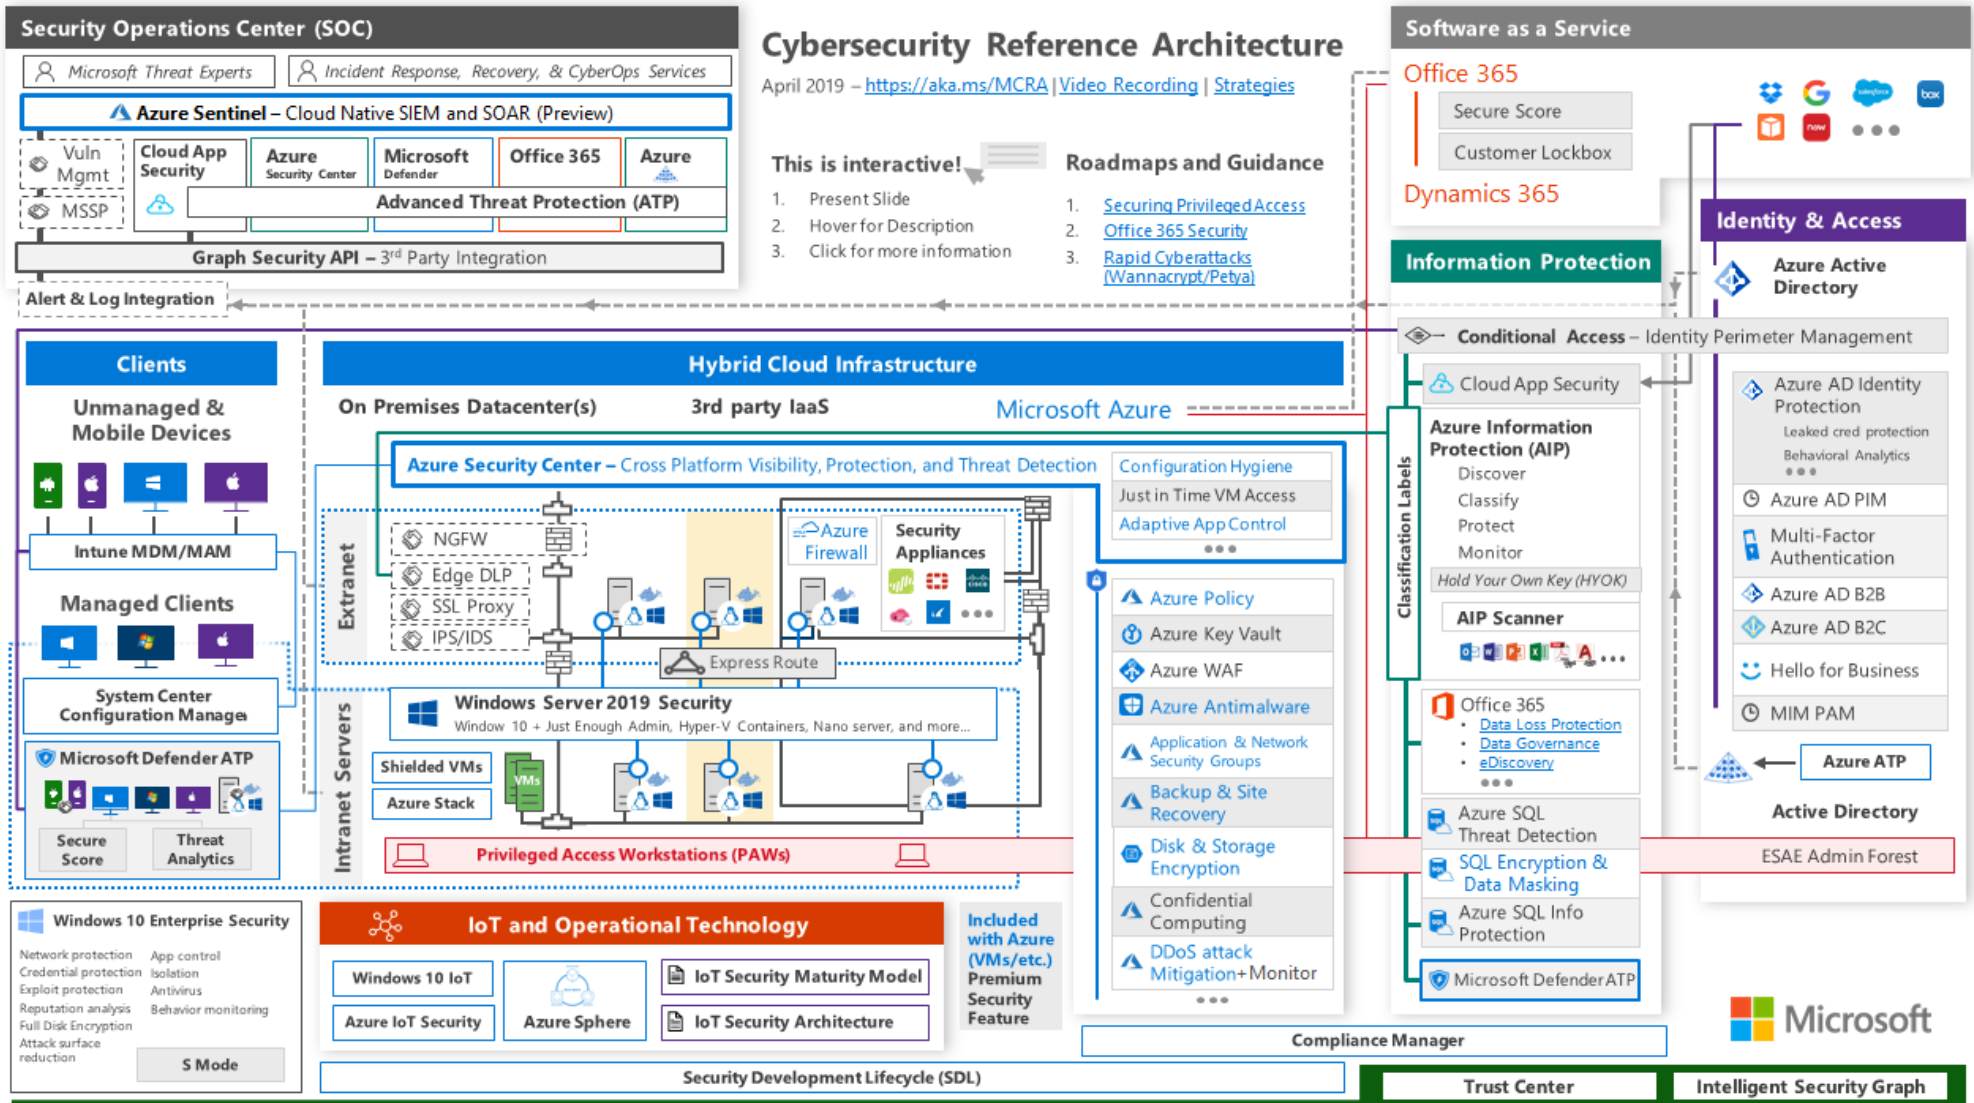 Security Operations Center (SOC)
Microsoft Threat Experts
Incident Response, Recovery, & CyberOps Services
Azure Sentinel – Cloud Native SIEM and SOAR (Preview)
Vuln
Mgmt
MSSP
Cloud App
Security
Azure
Security Center
Microsoft
Defender
Office 365
Azure
Advanced Threat Protection (ATP)
Graph Security API – 3rd Party Integration
Alert & Log Integration
Cybersecurity Reference Architecture
April 2019 – https://aka.ms/MCRA | Video Recording | Strategies
This is interactive!
1. Present Slide
2. Hover for Description
3. Click for more information
Roadmaps and Guidance
1. Securing Privileged Access
2. Office 365 Security
3. Rapid Cyberattacks
(Wannacrypt/Petya)
Software as a Service
Office 365
Secure Score
Customer Lockbox
Dynamics 365
salesforce
box
now
Identity & Access
Azure Active
Directory
Information Protection
Conditional Access – Identity Perimeter Management
Cloud App Security
Classification Labels
Azure Information
Protection (AIP)
Discover
Classify
Protect
Monitor
Hold Your Own Key (HYOK)
AIP Scanner
Office 365
• Data Loss Protection
• Data Governance
• eDiscovery
Azure SQL
Threat Detection
SQL Encryption &
Data Masking
Azure SQL Info
Protection
Microsoft Defender ATP
Azure AD Identity
Protection
Leaked cred protection
Behavioral Analytics
Azure AD PIM
Multi-Factor
Authentication
Azure AD B2B
Azure AD B2C
Hello for Business
MIM PAM
Azure ATP
Active Directory
ESAE Admin Forest
Clients
Unmanaged &
Mobile Devices
Intune MDM/MAM
Managed Clients
System Center
Configuration Manager
Microsoft Defender ATP
Secure
Score
Threat
Analytics
Hybrid Cloud Infrastructure
On Premises Datacenter(s)
3rd party IaaS
Microsoft Azure
Azure Security Center – Cross Platform Visibility, Protection, and Threat Detection
Configuration Hygiene
Just in Time VM Access
Adaptive App Control
Extranet
NGFW
Edge DLP
SSL Proxy
IPS/IDS
Azure
Firewall
Security
Appliances
CISCO
Express Route
Intranet Servers
Windows Server 2019 Security
Window 10 + Just Enough Admin, Hyper-V Containers, Nano server, and more...
Shielded VMs
Azure Stack
VMs
Privileged Access Workstations (PAWs)
Azure Policy
Azure Key Vault
Azure WAF
Azure Antimalware
Application & Network
Security Groups
Backup & Site
Recovery
Disk & Storage
Encryption
Confidential
Computing
DDoS attack
Mitigation+Monitor
Windows 10 Enterprise Security
Network protection
Credential protection
Exploit protection
Reputation analysis
Full Disk Encryption
Attack surface
reduction
App control
Isolation
Antivirus
Behavior monitoring
S Mode
IoT and Operational Technology
Windows 10 IoT
Azure IoT Security
Azure Sphere
IoT Security Maturity Model
IoT Security Architecture
Included
with Azure
(VMs/etc.)
Premium
Security
Feature
Compliance Manager
Microsoft
Security Development Lifecycle (SDL)
Trust Center
Intelligent Security Graph